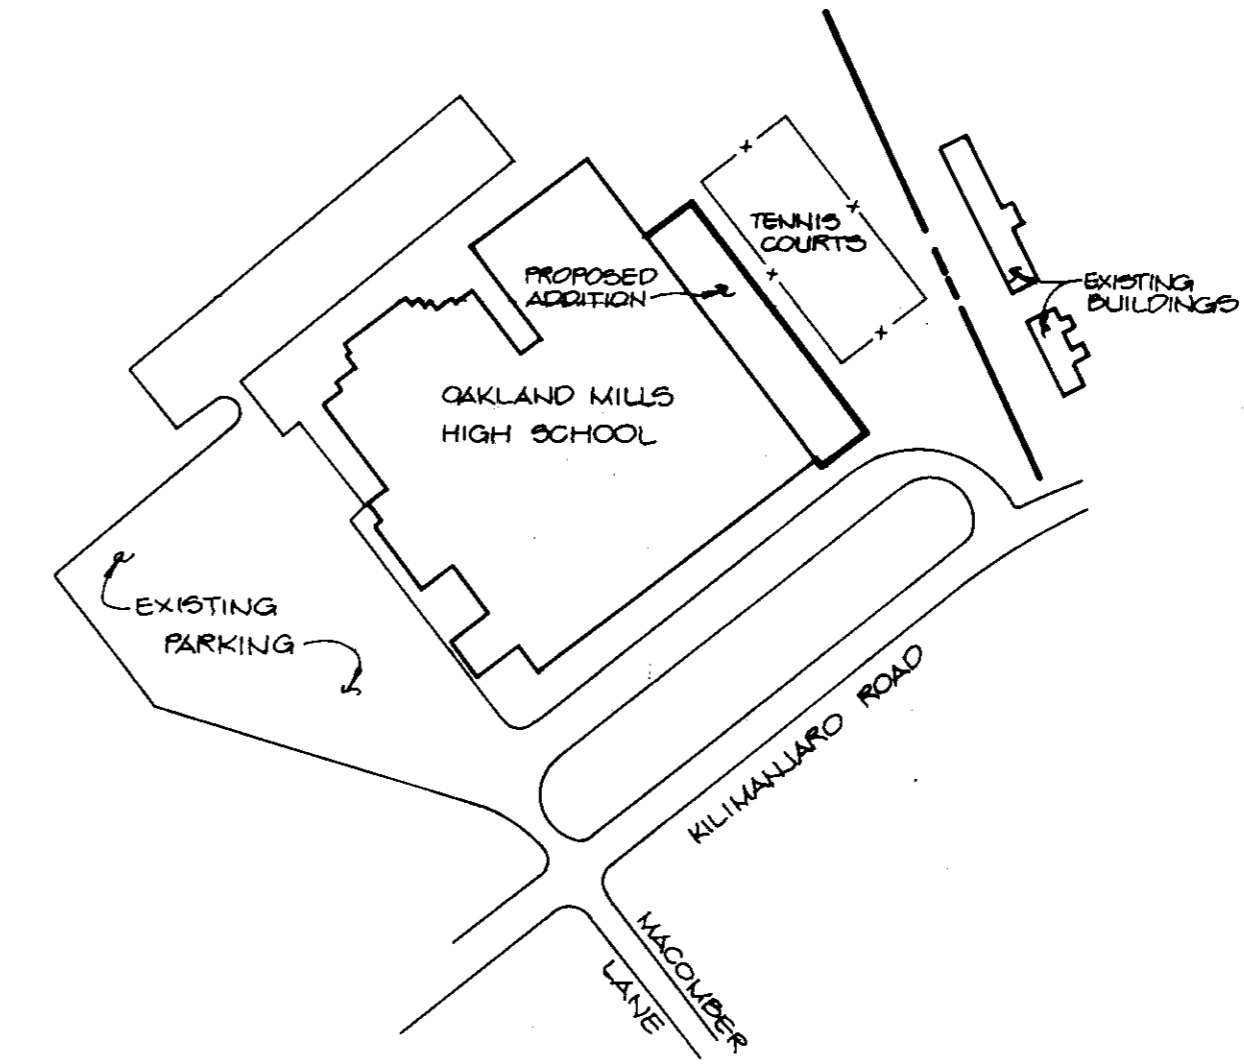 TENNIS
COURTS
PROPOSED
ADDITION
EXISTING
BUILDINGS
OAKLAND MILLS
HIGH SCHOOL
EXISTING
PARKING
KILIMANJARO ROAD
MACOMBER
LANE